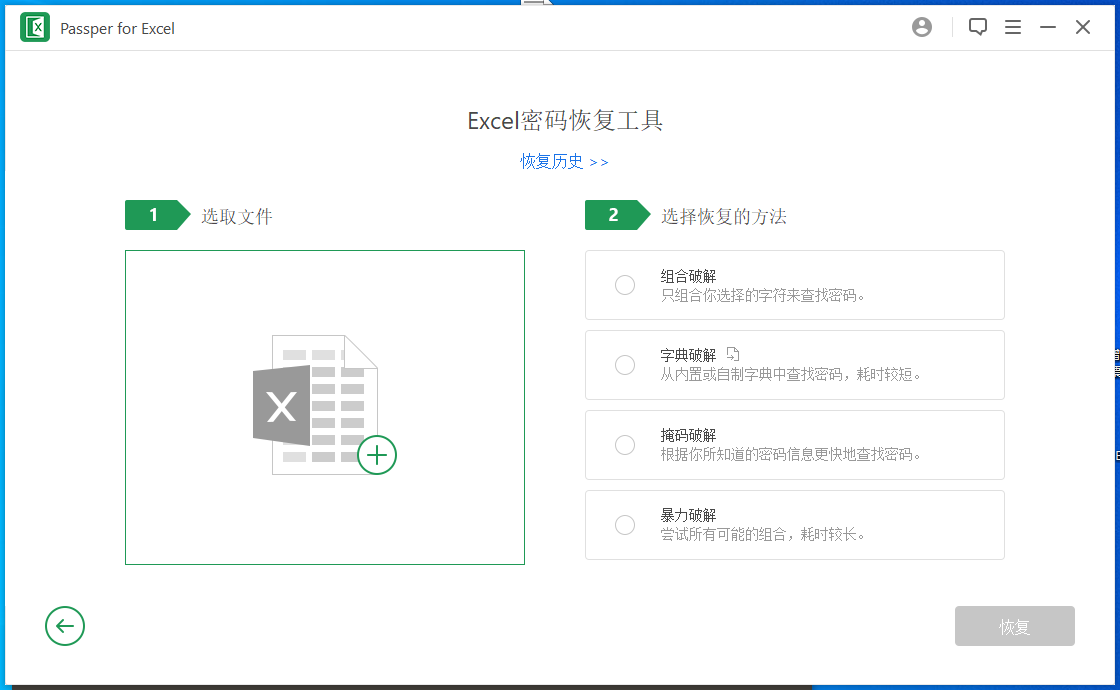 Passper for Excel
Excel密码恢复工具
恢复历史 >>
1 选取文件
X
2 选择恢复的方法
组合破解
只组合你选择的字符来查找密码。
字典破解
从内置或自制字典中查找密码，耗时较短。
掩码破解
根据你所知道的密码信息更快地查找密码。
暴力破解
尝试所有可能的组合，耗时较长。
恢复